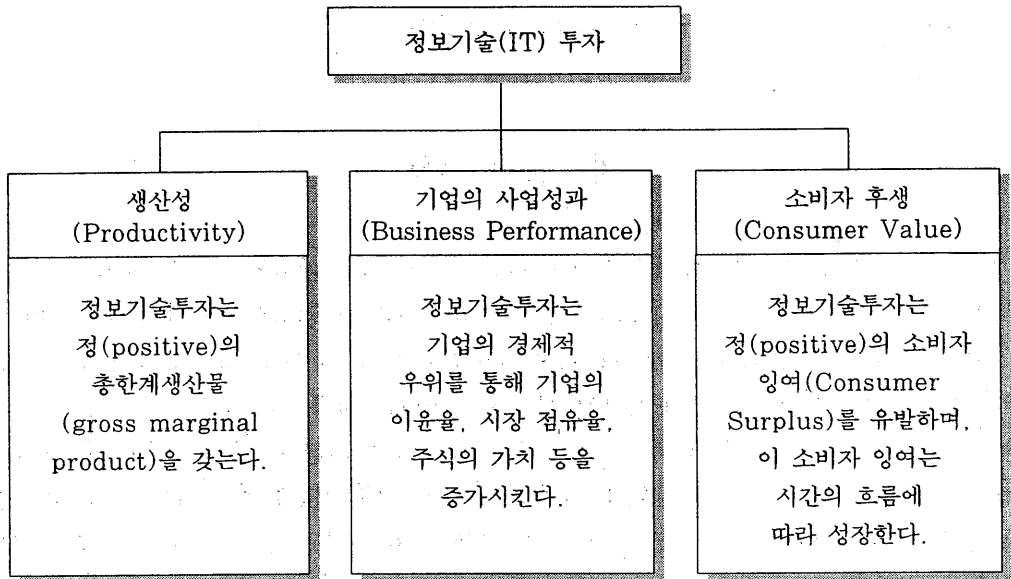 정보기술(IT) 투자
생산성
(Productivity)
정보기술투자는
정(positive)의
총한계생산물
(gross marginal
product)을 갖는다.
기업의 사업성과
(Business Performance)
정보기술투자는
기업의 경제적
우위를 통해 기업의
이윤율, 시장 점유율,
주식의 가치 등을
증가시킨다.
소비자 후생
(Consumer Value)
정보기술투자는
정(positive)의 소비자
잉여(Consumer
Surplus)를 유발하며,
이 소비자 잉여는
시간의 흐름에
따라 성장한다.